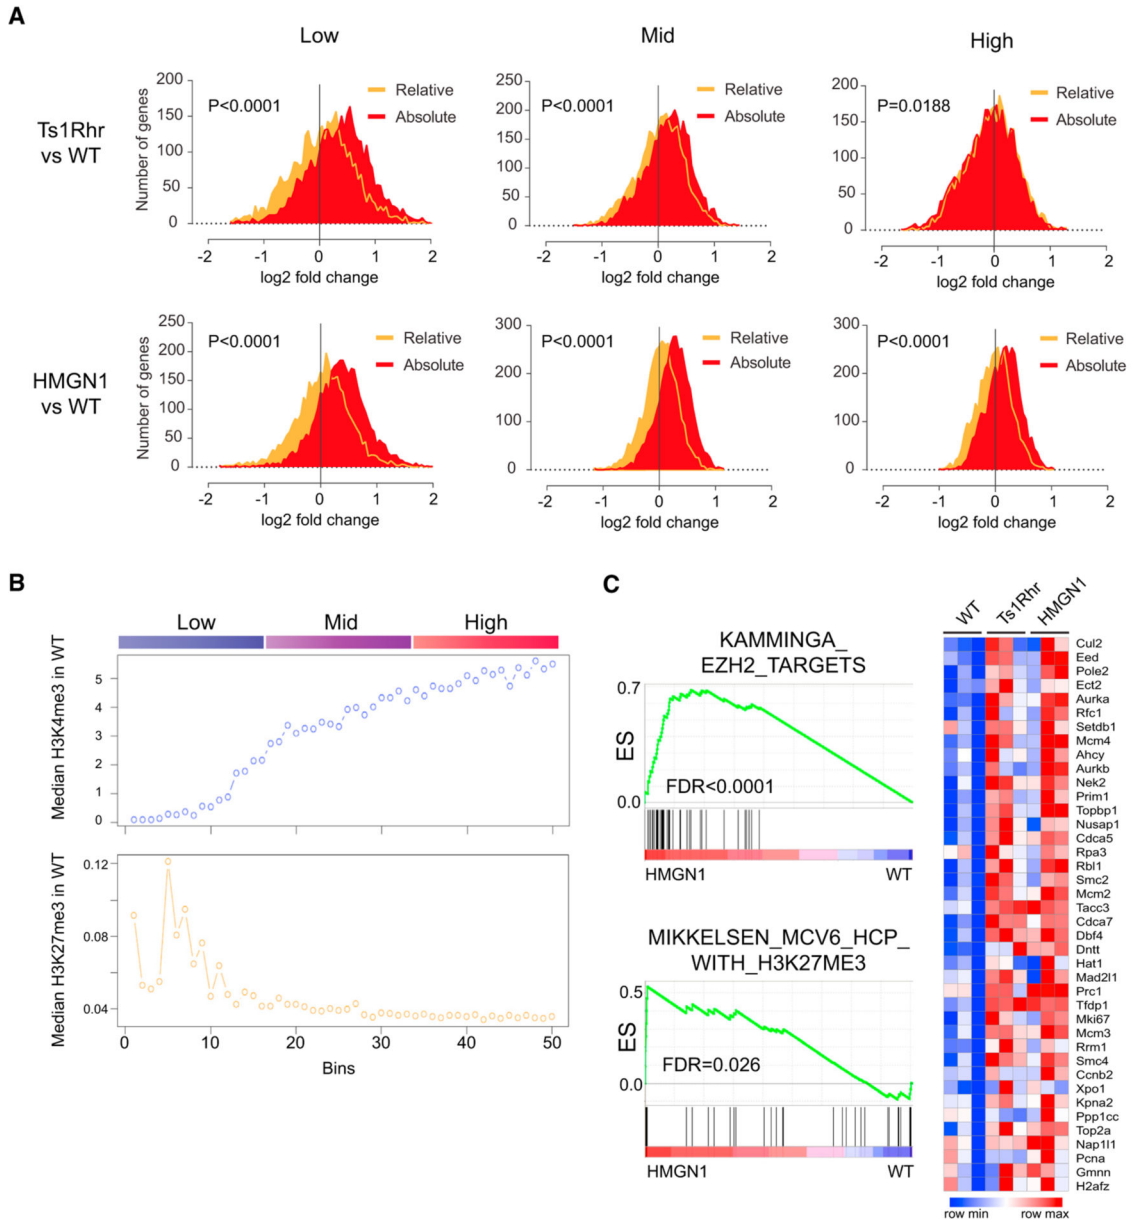 A
Low
Mid
High
Ts1Rhr
vs WT
Number of genes
200
150
100
50
0
P<0.0001
Relative
Absolute
-2 -1 0 1 2
log2 fold change
250
200
150
100
50
0
P<0.0001
Relative
Absolute
-2 -1 0 1 2
log2 fold change
200
150
100
50
0
P=0.0188
Relative
Absolute
-2 -1 0 1 2
log2 fold change
HMGN1
vs WT
Number of genes
250
200
150
100
50
0
P<0.0001
Relative
Absolute
-2 -1 0 1 2
log2 fold change
300
200
100
0
P<0.0001
Relative
Absolute
-2 -1 0 1 2
log2 fold change
300
200
100
0
P<0.0001
Relative
Absolute
-2 -1 0 1 2
log2 fold change
B
Low Mid High
Median H3K4me3 in WT
5
4
3
2
1
0
Median H3K27me3 in WT
0.12
0.08
0.04
0 10 20 30 40 50
Bins
C
KAMMINGA_
EZH2_TARGETS
0.7
ES
0.0
FDR<0.0001
HMGN1 WT
MIKKELSEN_MCV6_HCP_
WITH_H3K27ME3
0.5
ES
0.0
FDR=0.026
HMGN1 WT
WT Ts1Rhr HMGN1
Cul2
Eed
Pole2
Ect2
Aurka
Rfc1
Setdb1
Mcm4
Ahcy
Aurkb
Nek2
Prim1
Topbp1
Nusap1
Cdca5
Rpa3
Rbl1
Smc2
Mcm2
Tacc3
Cdca7
Dbf4
Dntt
Hat1
Mad2l1
Prc1
Tfdp1
Mki67
Mcm3
Rrm1
Smc4
Ccnb2
Xpo1
Kpna2
Ppp1cc
Top2a
Nap1l1
Pcna
Gmnn
H2afz
row min row max